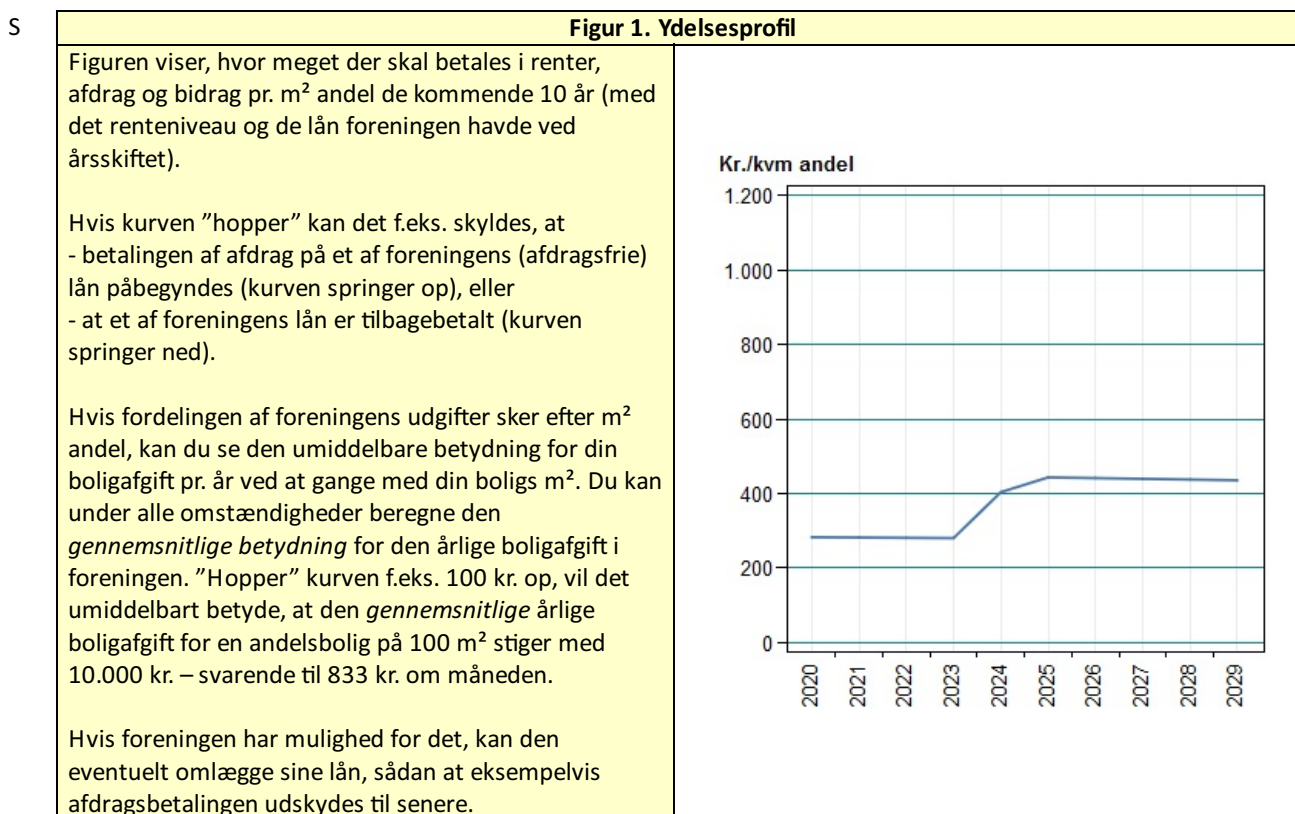 S
Figur 1. Ydelsesprofil
Figuren viser, hvor meget der skal betales i renter,
afdrag og bidrag pr. m² andel de kommende 10 år (med
det renteniveau og de lån foreningen havde ved
årsskiftet).
Hvis kurven ”hopper” kan det f.eks. skyldes, at
- betalingen af afdrag på et af foreningens (afdragsfrie)
lån påbegyndes (kurven springer op), eller
- at et af foreningens lån er tilbagebetalt (kurven
springer ned).
Hvis fordelingen af foreningens udgifter sker efter m²
andel, kan du se den umiddelbare betydning for din
boligafgift pr. år ved at gange med din boligs m². Du kan
under alle omstændigheder beregne den
gennemsnitlige betydning for den årlige boligafgift i
foreningen. ”Hopper” kurven f.eks. 100 kr. op, vil det
umiddelbart betyde, at den gennemsnitlige årlige
boligafgift for en andelsbolig på 100 m² stiger med
10.000 kr. – svarende til 833 kr. om måneden.
Hvis foreningen har mulighed for det, kan den
eventuelt omlægge sine lån, sådan at eksempelvis
afdragsbetalingen udskydes til senere.
Kr./kvm andel
1.200
1.000
800
600
400
200
0
2020 2021 2022 2023 2024 2025 2026 2027 2028 2029